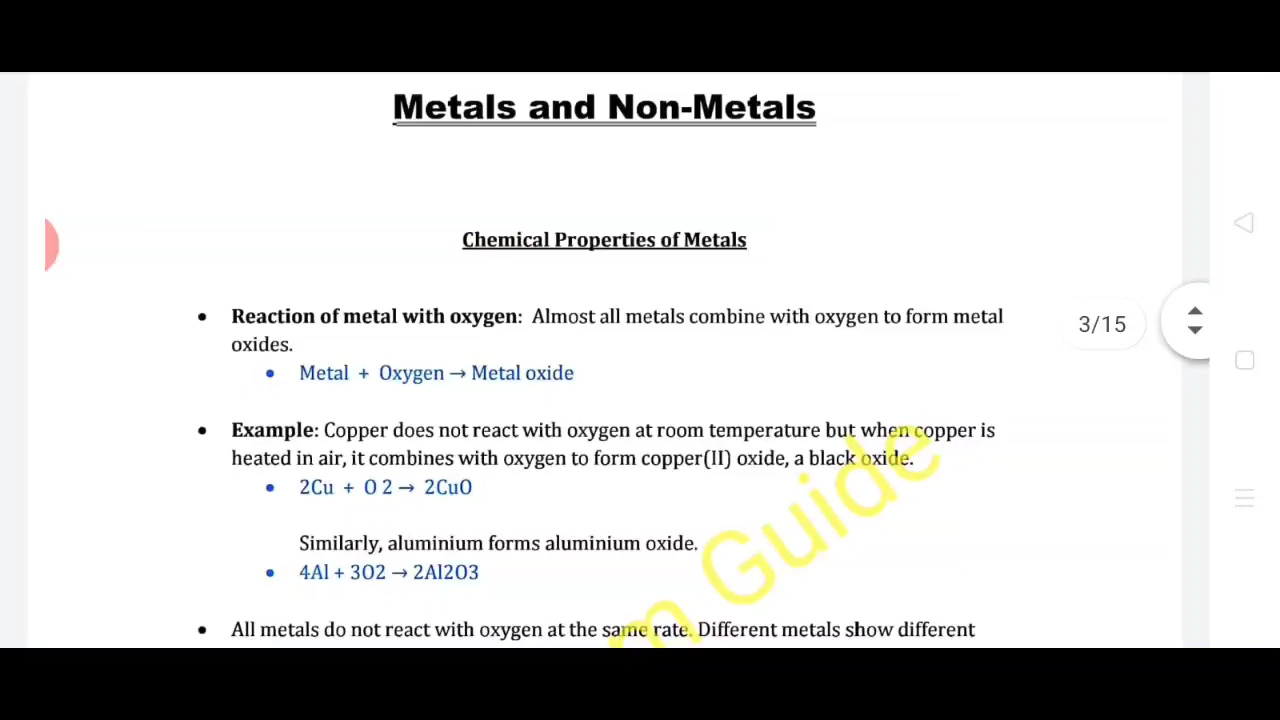 Metals and Non-Metals
Chemical Properties of Metals
• Reaction of metal with oxygen: Almost all metals combine with oxygen to form metal
oxides.
• Metal + Oxygen → Metal oxide
3/15
• Example: Copper does not react with oxygen at room temperature but when copper is
heated in air, it combines with oxygen to form copper(II) oxide, a black oxide.
• 2Cu + O 2 → 2CuO
Similarly, aluminium forms aluminium oxide.
• 4Al + 3O2 → 2Al2O3
• All metals do not react with oxygen at the same rate. Different metals show different
m Guide